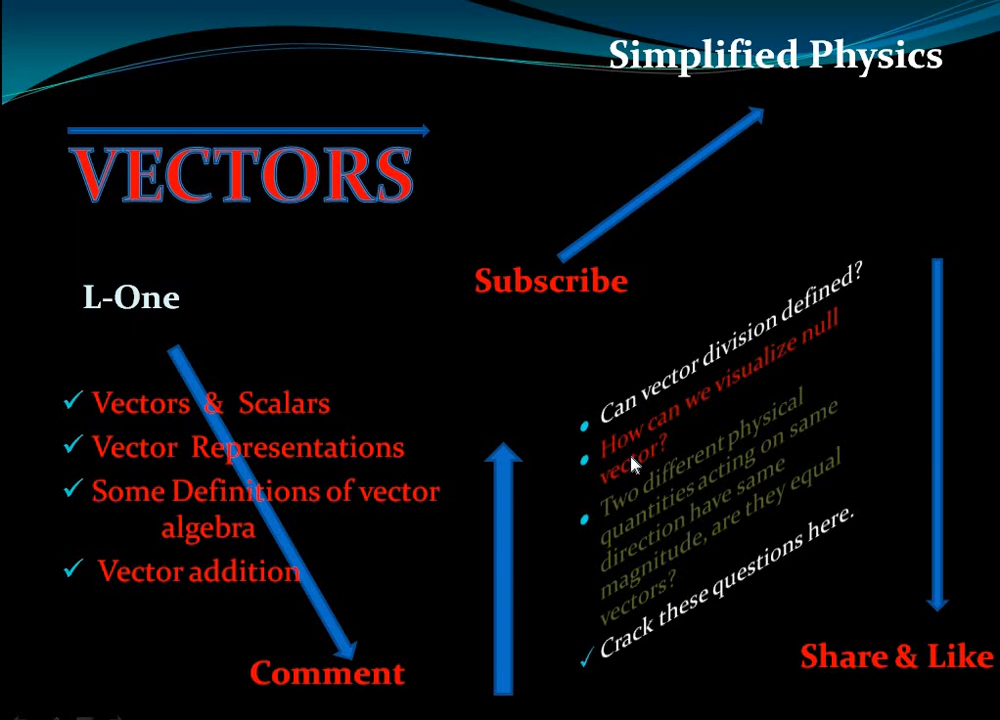 Simplified Physics
VECTORS
Subscribe
L-One
Vectors & Scalars
Vector Representations
Some Definitions of vector
algebra
Vector addition
Comment
Can vector division defined?
How can we visualize null
vector?
Two different physical
quantities acting on same
direction have same
magnitude, are they equal
vectors?
Crack these questions here.
Share & Like